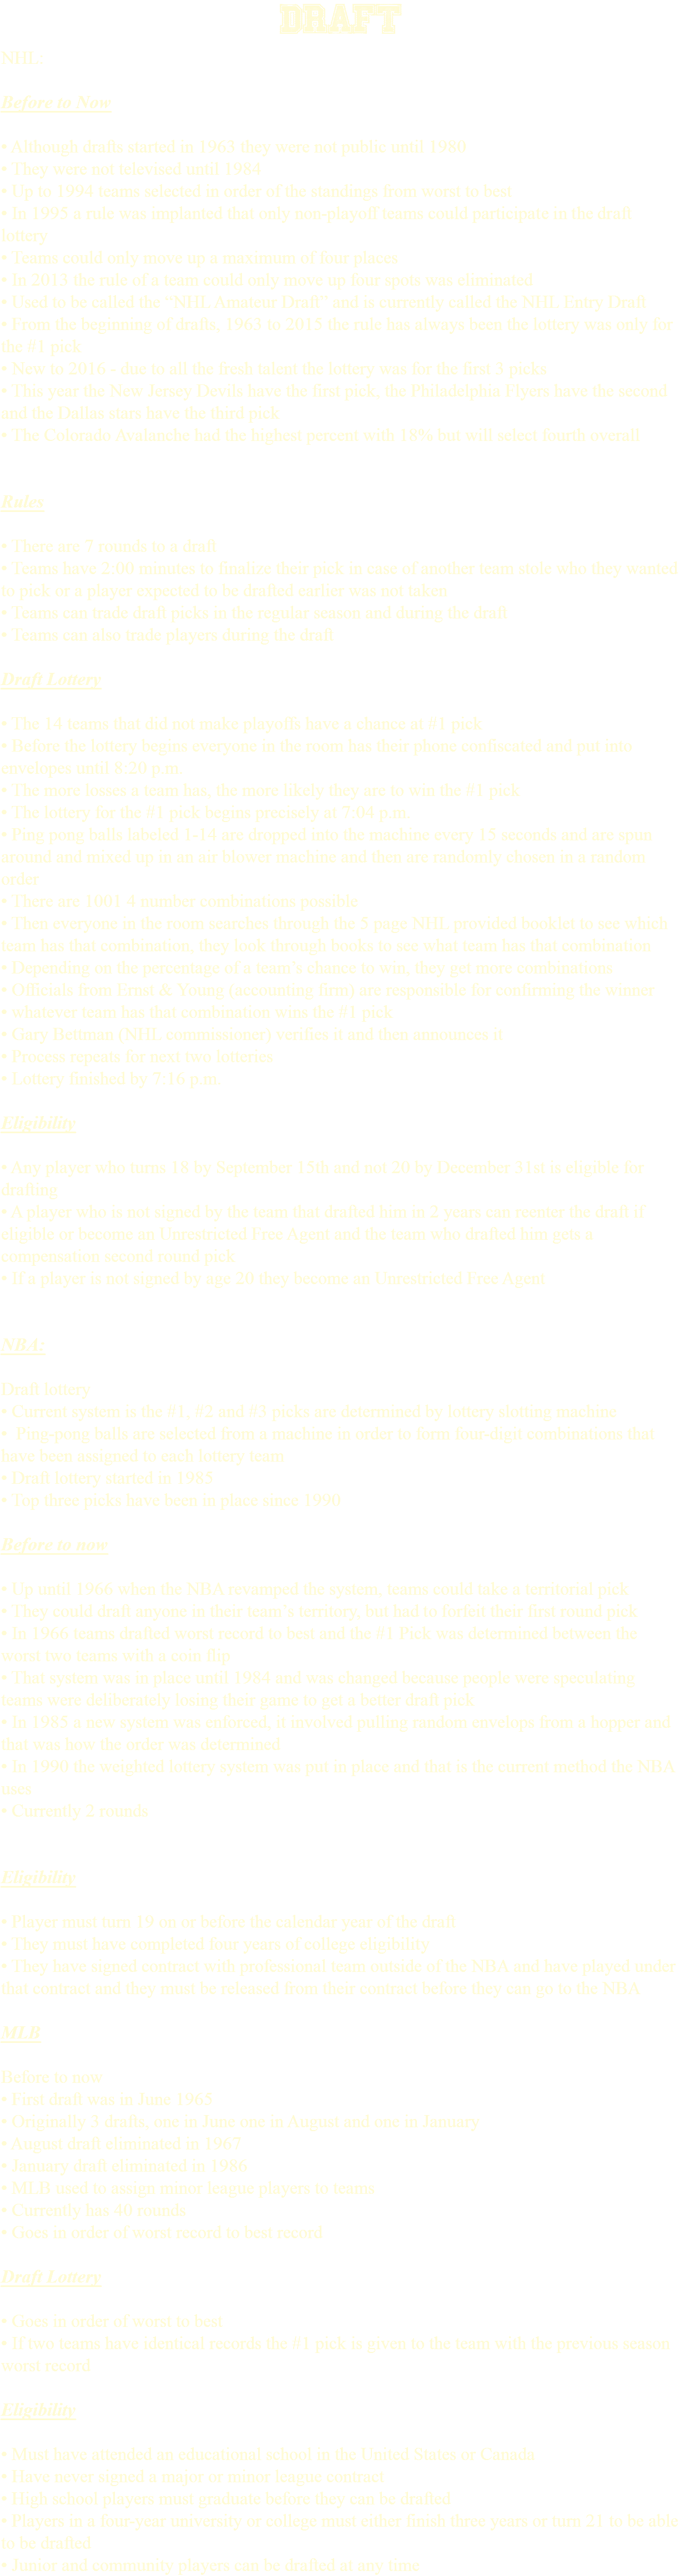 DRAFT
NHL:
Before to Now
• Although drafts started in 1963 they were not public until 1980
• They were not televised until 1984
• Up to 1994 teams selected in order of the standings from worst to best
• In 1995 a rule was implanted that only non-playoff teams could participate in the draft
lottery
• Teams could only move up a maximum of four places
• In 2013 the rule of a team could only move up four spots was eliminated
• Used to be called the "NHL Amateur Draft" and is currently called the NHL Entry Draft
• From the beginning of drafts, 1963 to 2015 the rule has always been the lottery was only for
the #1 pick
• New to 2016 - due to all the fresh talent the lottery was for the first 3 picks
• This year the New Jersey Devils have the first pick, the Philadelphia Flyers have the second
and the Dallas stars have the third pick
• The Colorado Avalanche had the highest percent with 18% but will select fourth overall
Rules
• There are 7 rounds to a draft
• Teams have 2:00 minutes to finalize their pick in case of another team stole who they wanted
to pick or a player expected to be drafted earlier was not taken
• Teams can trade draft picks in the regular season and during the draft
• Teams can also trade players during the draft
Draft Lottery
• The 14 teams that did not make playoffs have a chance at #1 pick
• Before the lottery begins everyone in the room has their phone confiscated and put into
envelopes until 8:20 p.m.
• The more losses a team has, the more likely they are to win the #1 pick
• The lottery for the #1 pick begins precisely at 7:04 p.m.
• Ping pong balls labeled 1-14 are dropped into the machine every 15 seconds and are spun
around and mixed up in an air blower machine and then are randomly chosen in a random
order
• There are 1001 4 number combinations possible
• Then everyone in the room searches through the 5 page NHL provided booklet to see which
team has that combination, they look through books to see what team has that combination
• Depending on the percentage of a team's chance to win, they get more combinations
• Officials from Ernst & Young (accounting firm) are responsible for confirming the winner
• whatever team has that combination wins the #1 pick
• Gary Bettman (NHL commissioner) verifies it and then announces it
• Process repeats for next two lotteries
• Lottery finished by 7:16 p.m.
Eligibility
• Any player who turns 18 by September 15th and not 20 by December 31st is eligible for
drafting
• A player who is not signed by the team that drafted him in 2 years can reenter the draft if
eligible or become an Unrestricted Free Agent and the team who drafted him gets a
compensation second round pick
• If a player is not signed by age 20 they become an Unrestricted Free Agent
NBA:
Draft lottery
• Current system is the #1, #2 and #3 picks are determined by lottery slotting machine
• Ping-pong balls are selected from a machine in order to form four-digit combinations that
have been assigned to each lottery team
• Draft lottery started in 1985
• Top three picks have been in place since 1990
Before to now
• Up until 1966 when the NBA revamped the system, teams could take a territorial pick
• They could draft anyone in their team's territory, but had to forfeit their first round pick
• In 1966 teams drafted worst record to best and the #1 Pick was determined between the
worst two teams with a coin flip
• That system was in place until 1984 and was changed because people were speculating
teams were deliberately losing their game to get a better draft pick
• In 1985 a new system was enforced, it involved pulling random envelops from a hopper and
that was how the order was determined
• In 1990 the weighted lottery system was put in place and that is the current method the NBA
uses
• Currently 2 rounds
Eligibility
• Player must turn 19 on or before the calendar year of the draft
• They must have completed four years of college eligibility
• They have signed contract with professional team outside of the NBA and have played under
that contract and they must be released from their contract before they can go to the NBA
MLB
Before to now
• First draft was in June 1965
• Originally 3 drafts, one in June one in August and one in January
• August draft eliminated in 1967
• January draft eliminated in 1986
• MLB used to assign minor league players to teams
• Currently has 40 rounds
• Goes in order of worst record to best record
Draft Lottery
• Goes in order of worst to best
• If two teams have identical records the #1 pick is given to the team with the previous season
worst record
Eligibility
• Must have attended an educational school in the United States or Canada
• Have never signed a major or minor league contract
• High school players must graduate before they can be drafted
• Players in a four-year university or college must either finish three years or turn 21 to be able
to be drafted
• Junior and community players can be drafted at any time